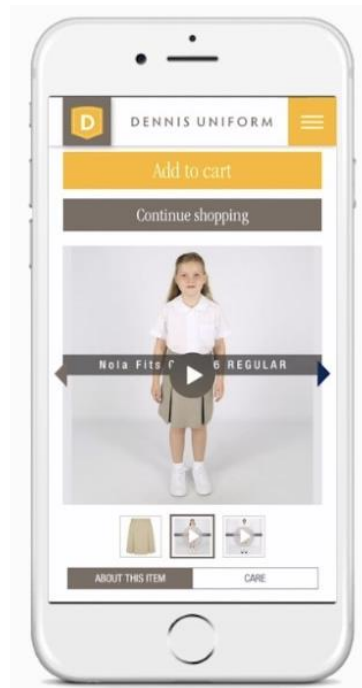 D
DENNIS UNIFORM
Add to cart
Continue shopping
Nola Fits 6 REGULAR
ABOUT THIS ITEM
CARE